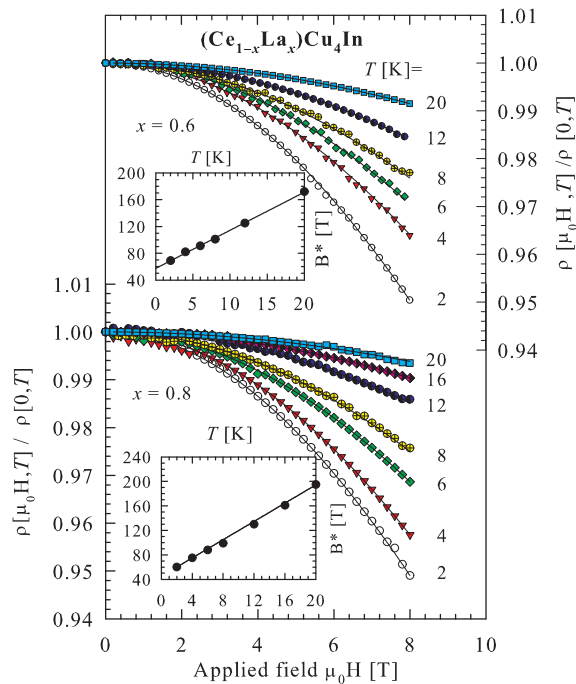 (Ce1-xLax)Cu4In
1.01
1.00
0.99
0.98
0.97
0.96
0.95
0.94
ρ [μ0H ,T] /ρ [0,T]
T [K]=
20
12
8
6
4
2
x = 0.6
T [K]
200
160
120
80
40
0 5 10 15 20
B* [T]
1.01
1.00
0.99
0.98
0.97
0.96
0.95
0.94
ρ [μ0H,T] / ρ [0,T]
20
16
12
8
6
4
2
x = 0.8
T [K]
240
200
160
120
80
40
0 4 8 12 16 20
B* [T]
0 2 4 6 8 10
Applied field μ0H [T]